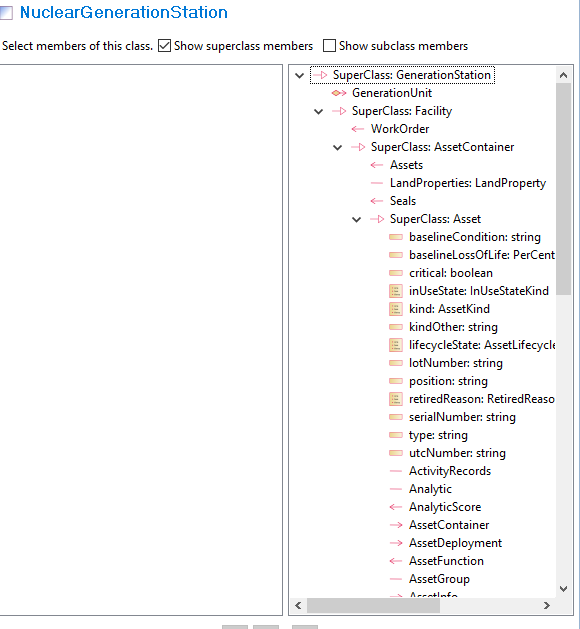 NuclearGenerationStation
Select members of this class. Show superclass members Show subclass members
SuperClass: GenerationStation
GenerationUnit
SuperClass: Facility
WorkOrder
SuperClass: AssetContainer
Assets
LandProperties: LandProperty
Seals
SuperClass: Asset
baselineCondition: string
baselineLossOfLife: PerCent
critical: boolean
inUseState: InUseStateKind
kind: AssetKind
kindOther: string
lifecycleState: AssetLifecycle
lotNumber: string
position: string
retiredReason: RetiredReaso
serialNumber: string
type: string
utcNumber: string
ActivityRecords
Analytic
AnalyticScore
AssetContainer
AssetDeployment
AssetFunction
AssetGroup
AssetInfo